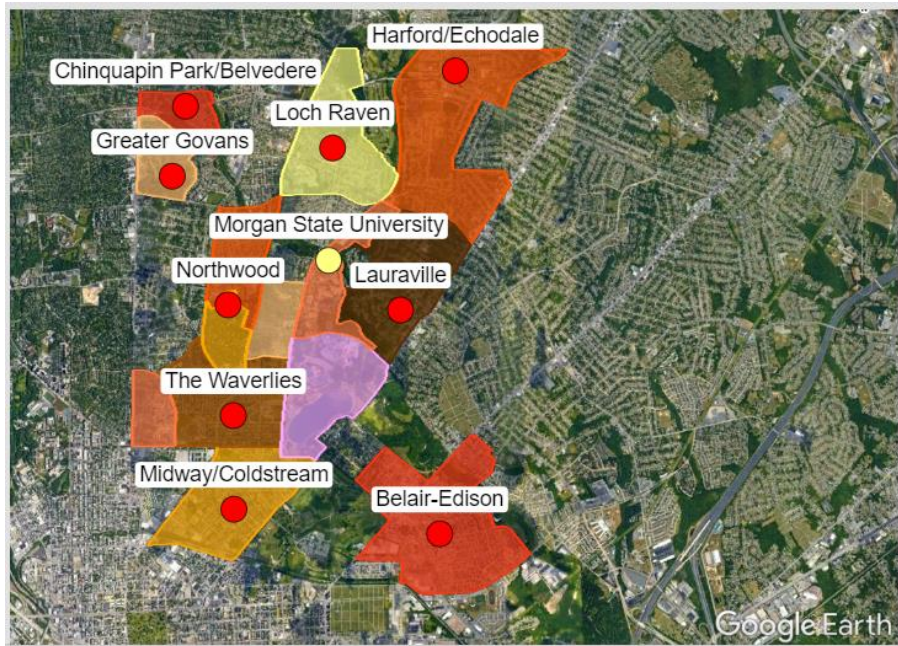 Harford/Echodale
Chinquapin Park/Belvedere
Loch Raven
Greater Govans
Morgan State University
Northwood
Lauraville
The Waverlies
Midway/Coldstream
Belair-Edison
Google Earth